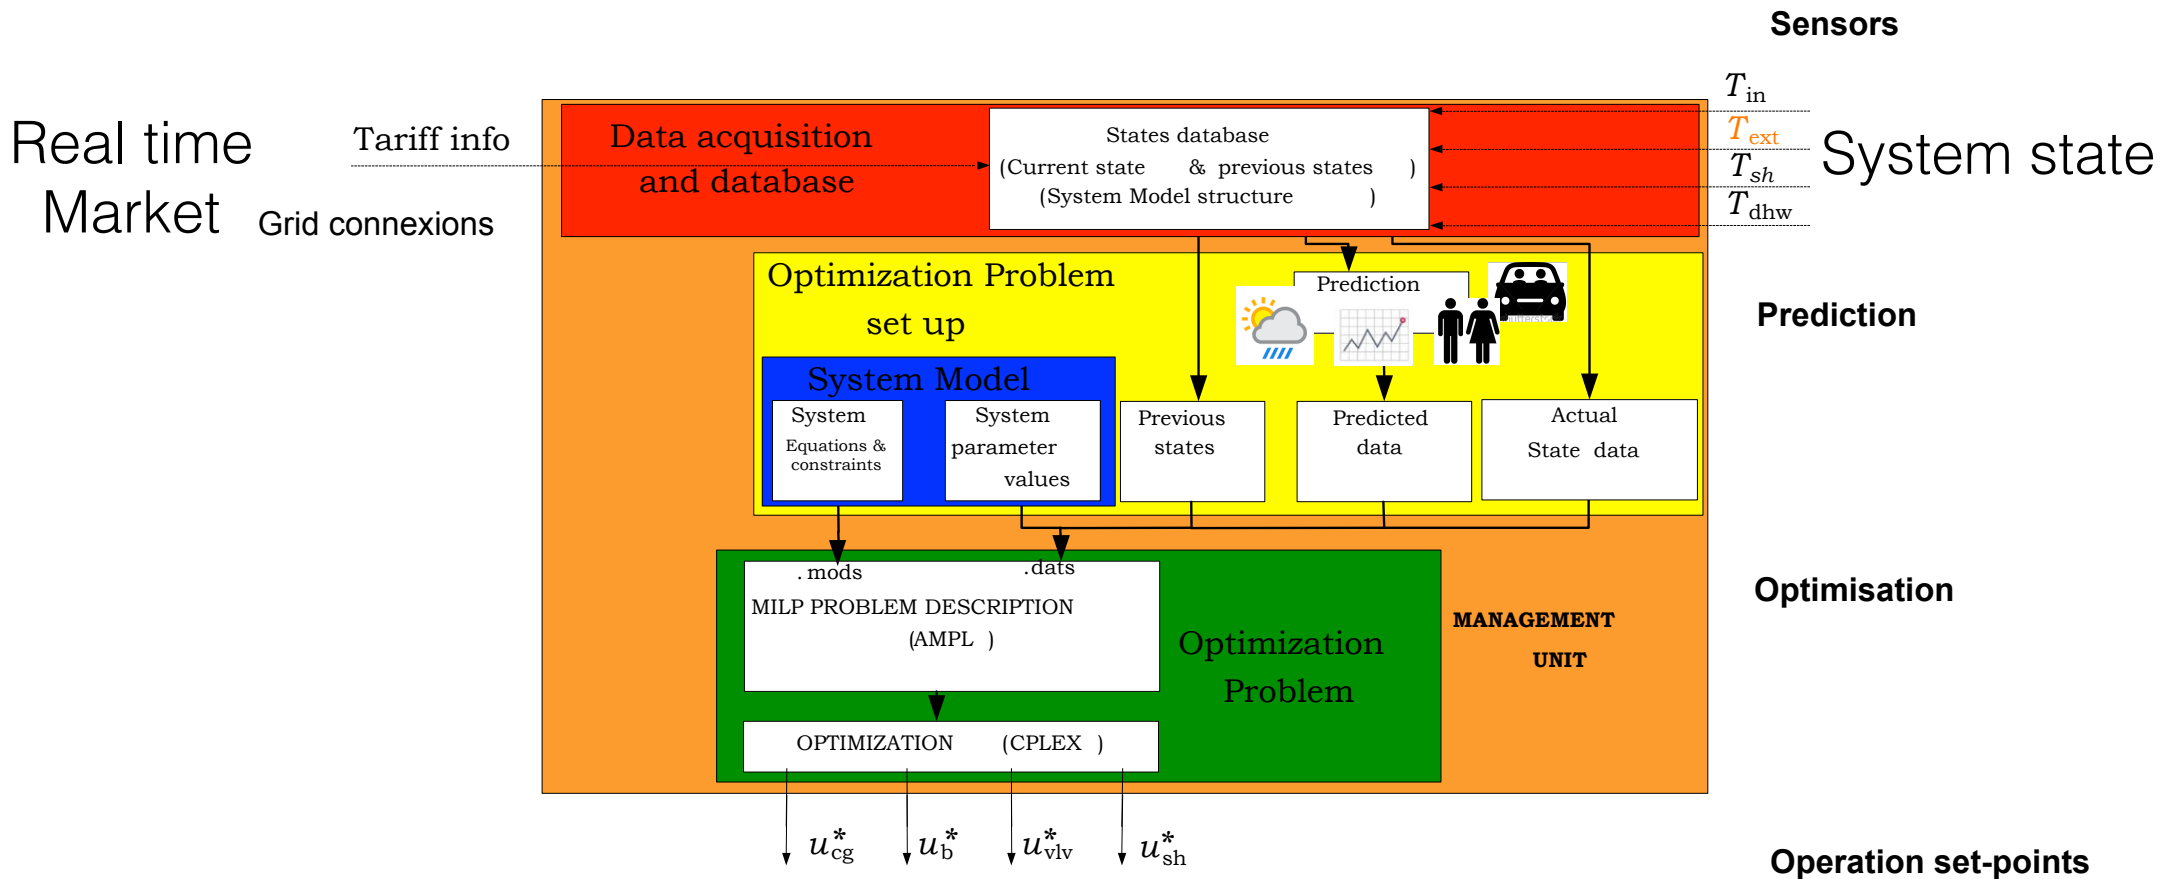 Sensors
Real time
Market
Tariff info
Grid connexions
Data acquisition
and database
States database
(Current state & previous states )
(System Model structure )
T in
T ext
T sh
T dhw
System state
Optimization Problem
set up
Prediction
Prediction
System Model
System
Equations &
constraints
System
parameter
values
Previous
states
Predicted
data
Actual
State data
.mods
.dats
MILP PROBLEM DESCRIPTION
(AMPL )
Optimization
Problem
MANAGEMENT
UNIT
Optimisation
OPTIMIZATION (CPLEX )
u*cg
u*b
u*vlv
u*sh
Operation set-points